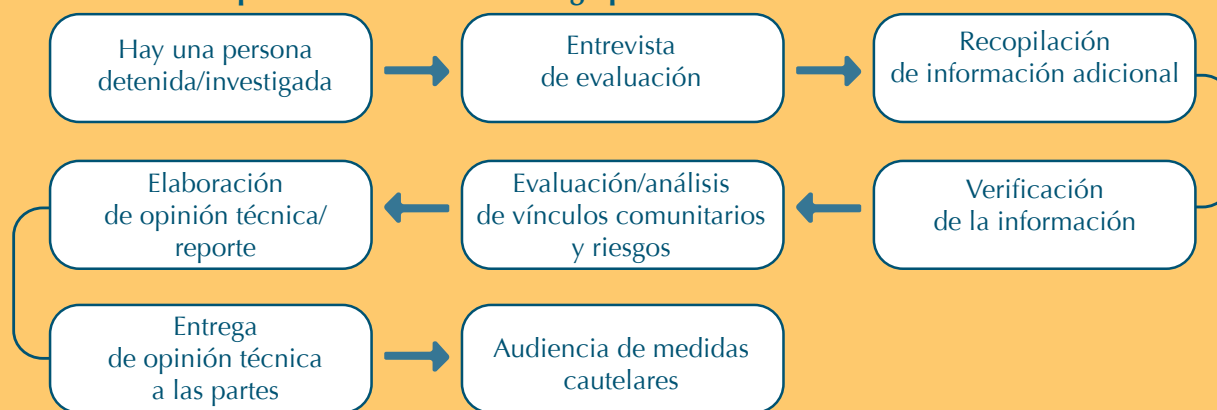 Hay una persona
detenida/investigada
Entrevista
de evaluación
Recopilación
de información adicional
Verificación
de la información
Evaluación/análisis
de vínculos comunitarios
y riesgos
Elaboración
de opinión técnica/
reporte
Entrega
de opinión técnica
a las partes
Audiencia de medidas
cautelares